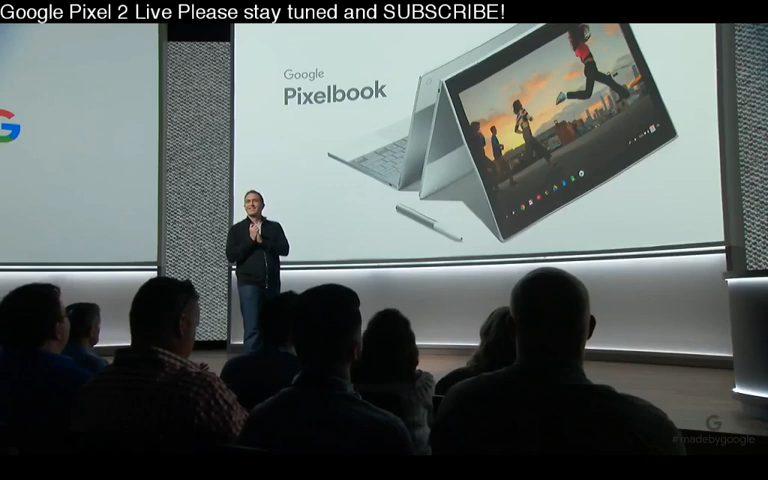 Google Pixel 2 Live Please stay tuned and SUBSCRIBE!
Google
Pixelbook
G
G
#madebygoogle